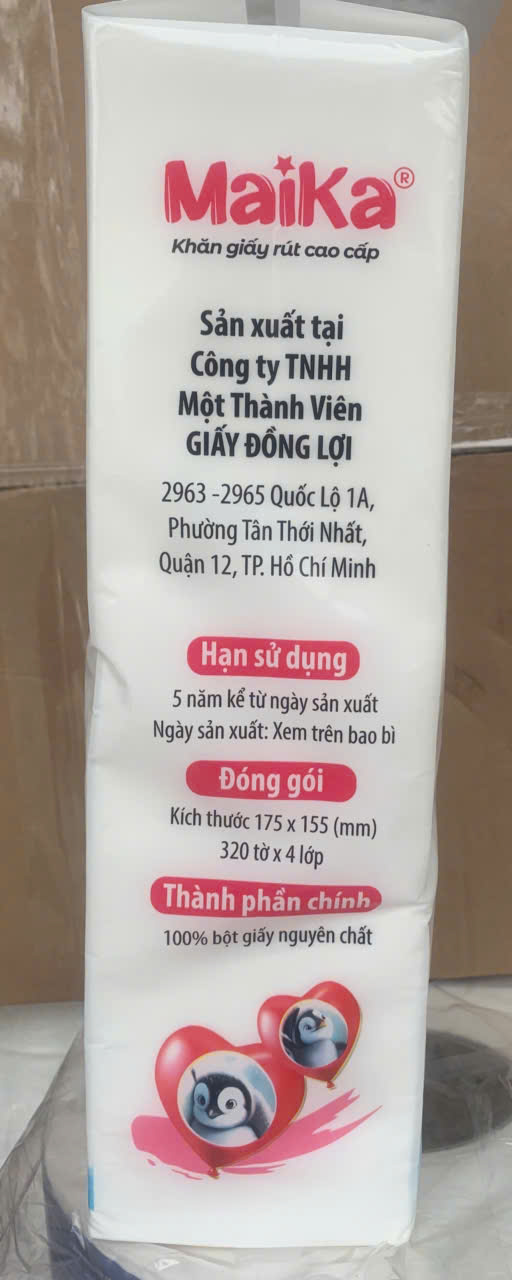 MaiKa®
Khăn giấy rút cao cấp
Sản xuất tại
Công ty TNHH
Một Thành Viên
GIẤY ĐỒNG LỢI
2963 -2965 Quốc Lộ 1A,
Phường Tân Thới Nhất,
Quận 12, TP. Hồ Chí Minh
Hạn sử dụng
5 năm kể từ ngày sản xuất
Ngày sản xuất: Xem trên bao bì
Đóng gói
Kích thước 175 x 155 (mm)
320 tờ x 4 lớp
Thành phần chính
100% bột giấy nguyên chất